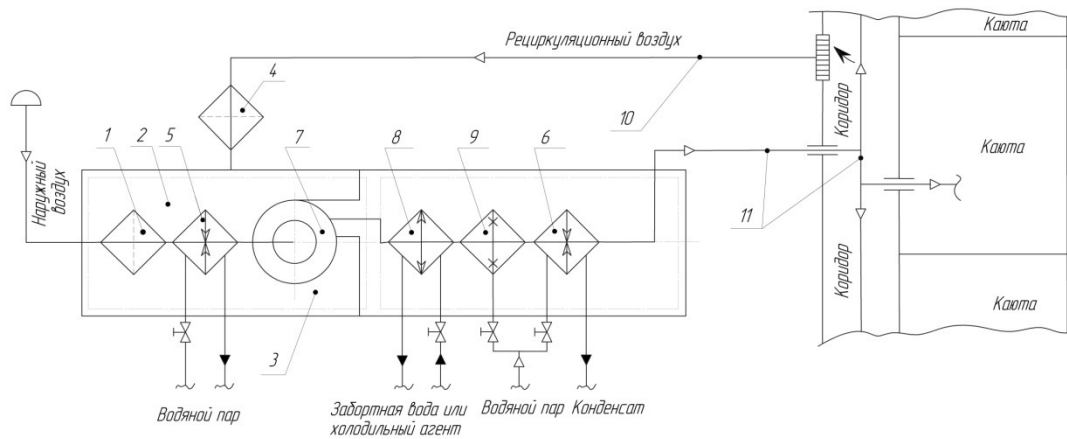 Рециркуляционный воздух
Каюта
4
10
Коридор
1
2
5
7
8
9
6
Каюта
Наружный
воздух
11
Коридор
Каюта
3
Водяной пар
Забортная вода или
холодильный агент
Водяной пар
Конденсат